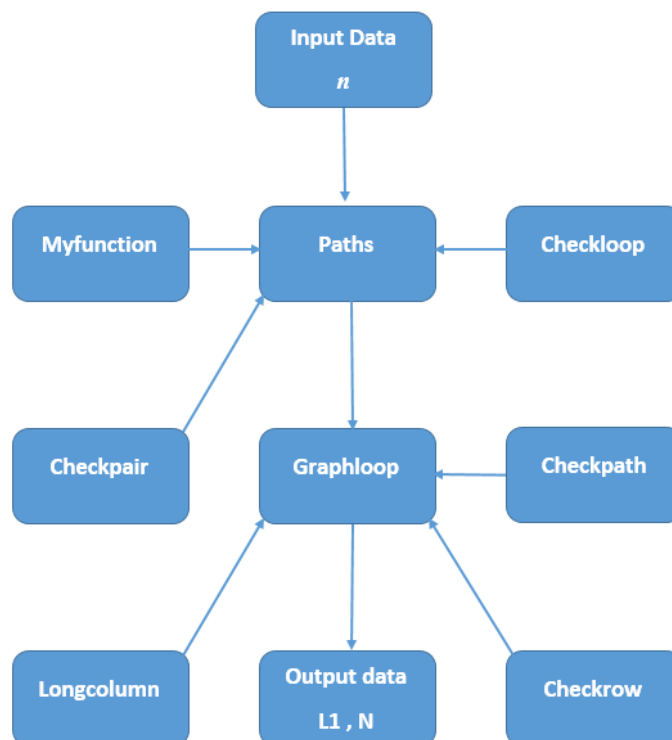 Input Data
n
Myfunction
Paths
Checkloop
Checkpair
Graphloop
Checkpath
Longcolumn
Output data
L1 , N
Checkrow